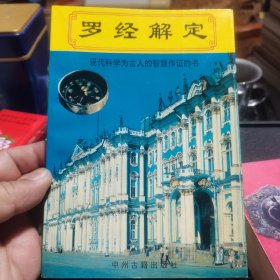 罗经解定
现代科学为古人的智慧作证的书
中州古籍出版社